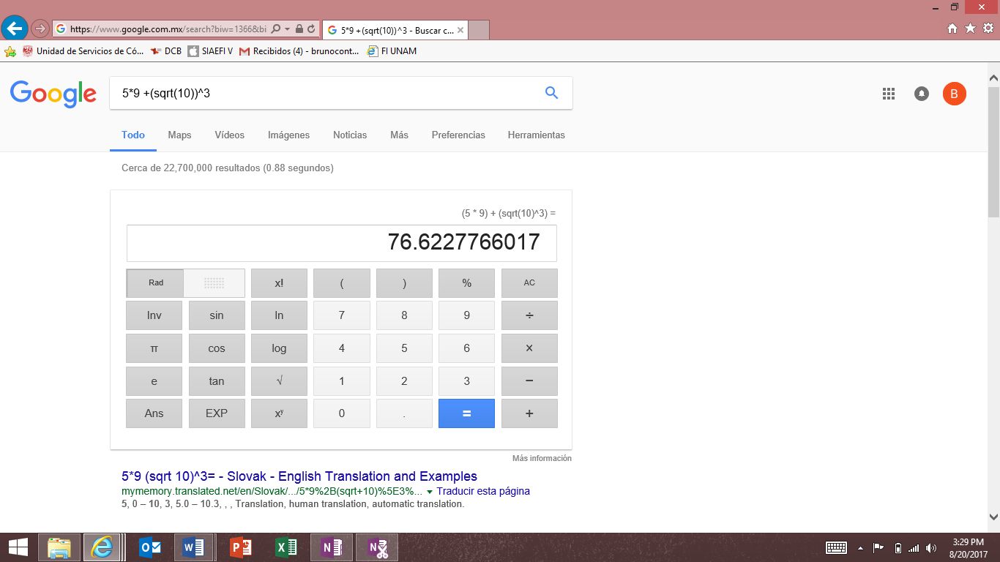 https://www.google.com.mx/search?biw=1366&bi
5*9 +(sqrt(10))^3 - Buscar c...
Unidad de Servicios de Có... DCB SIAEFI V Recibidos (4) - brunocont... FI UNAM
Google
5*9 +(sqrt(10))^3
B
Todo Maps Vídeos Imágenes Noticias Más Preferencias Herramientas
Cerca de 22,700,000 resultados (0.88 segundos)
(5 * 9) + (sqrt(10)^3) =
76.6227766017
Rad x! ( ) % AC
Inv sin ln 7 8 9 ÷
π cos log 4 5 6 ×
e tan √ 1 2 3 −
Ans EXP xʸ 0 . = +
Más información
5*9 (sqrt 10)^3= - Slovak - English Translation and Examples
mymemory.translated.net/en/Slovak/.../5*9%2B(sqrt+10)%5E3%... Traducir esta página
5, 0 – 10, 3, 5.0 – 10.3, , , Translation, human translation, automatic translation.
3:29 PM
8/20/2017